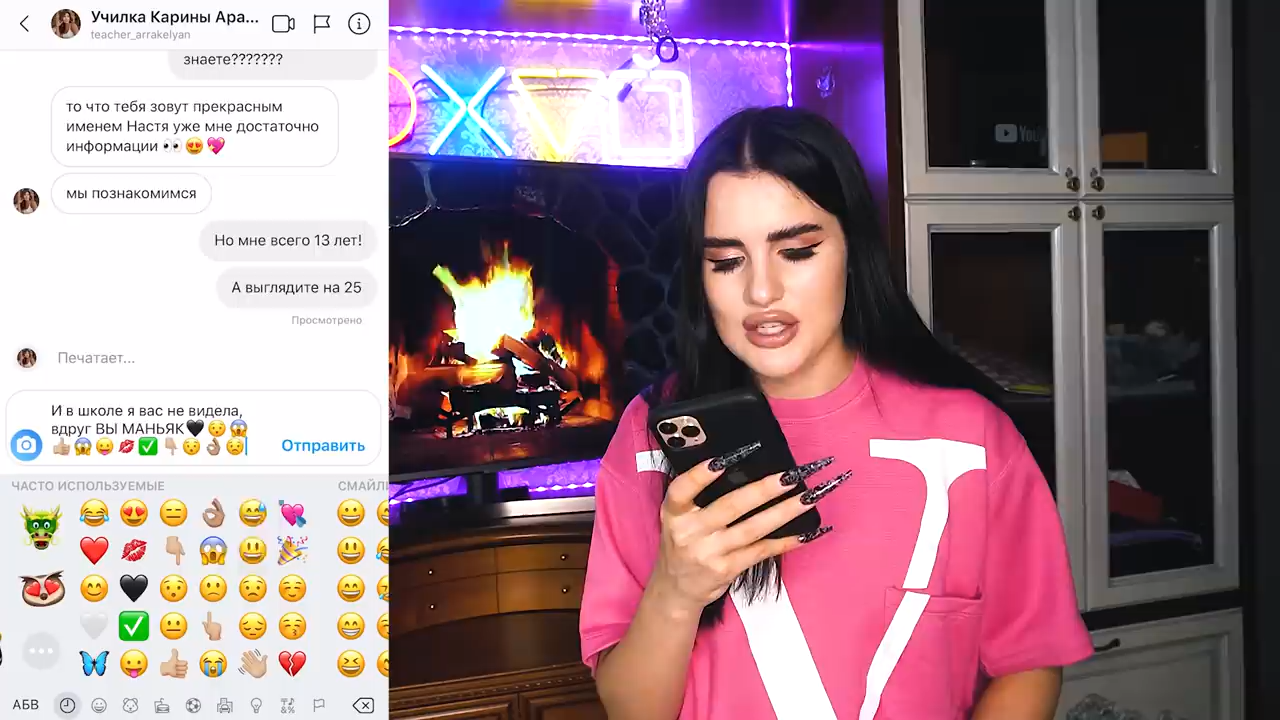 Училка Карины Ара...
teacher_arrakelyan
знаете???????
то что тебя зовут прекрасным
именем Настя уже мне достаточно
информации 👀😍💖
мы познакомимся
Но мне всего 13 лет!
А выглядите на 25
Просмотрено
Печатает...
И в школе я вас не видела,
вдруг ВЫ МАНЬЯК🖤😚😱
👍🏼😱😛💋✅👇🏼😯👌🏼😟
Отправить
ЧАСТО ИСПОЛЬЗУЕМЫЕ
АБВ
V